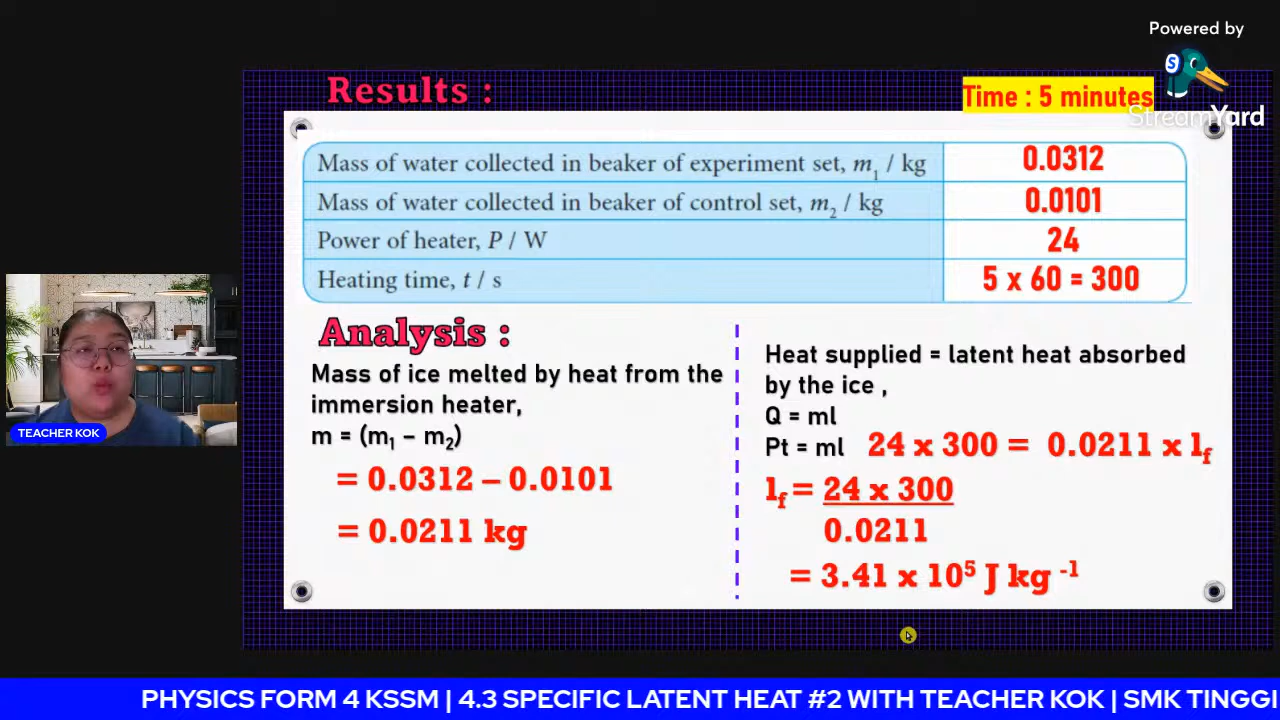 Powered by
StreamYard
Results :
Time : 5 minutes
Mass of water collected in beaker of experiment set, m₁ / kg 0.0312
Mass of water collected in beaker of control set, m₂ / kg 0.0101
Power of heater, P / W 24
Heating time, t / s 5 x 60 = 300
Analysis :
Mass of ice melted by heat from the
immersion heater,
m = (m₁ – m₂)
= 0.0312 – 0.0101
= 0.0211 kg
Heat supplied = latent heat absorbed
by the ice ,
Q = ml
Pt = ml 24 x 300 = 0.0211 x l_f
l_f = 24 x 300
0.0211
= 3.41 x 10⁵ J kg ⁻¹
TEACHER KOK
PHYSICS FORM 4 KSSM | 4.3 SPECIFIC LATENT HEAT #2 WITH TEACHER KOK | SMK TINGGI